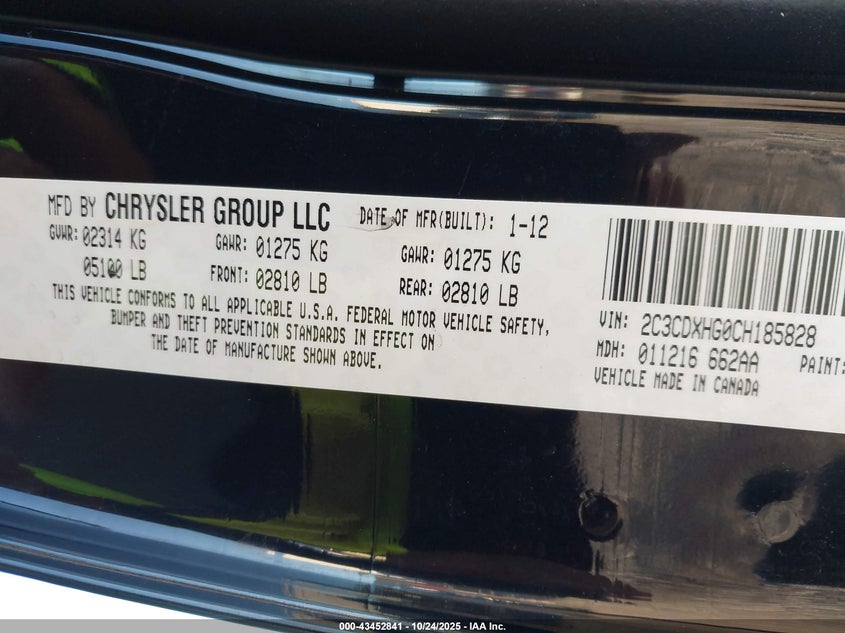 MFD BY CHRYSLER GROUP LLC DATE OF MFR(BUILT): 1-12
GVWR: 02314 KG GAWR: 01275 KG GAWR: 01275 KG
05100 LB FRONT: 02810 LB REAR: 02810 LB
THIS VEHICLE CONFORMS TO ALL APPLICABLE U.S.A. FEDERAL MOTOR VEHICLE SAFETY,
BUMPER AND THEFT PREVENTION STANDARDS IN EFFECT ON
THE DATE OF MANUFACTURE SHOWN ABOVE.
VIN: 2C3CDXHG0CH185828
MDH: 011216 662AA PAINT:
VEHICLE MADE IN CANADA
000-43452841 - 10/24/2025 - IAA Inc.